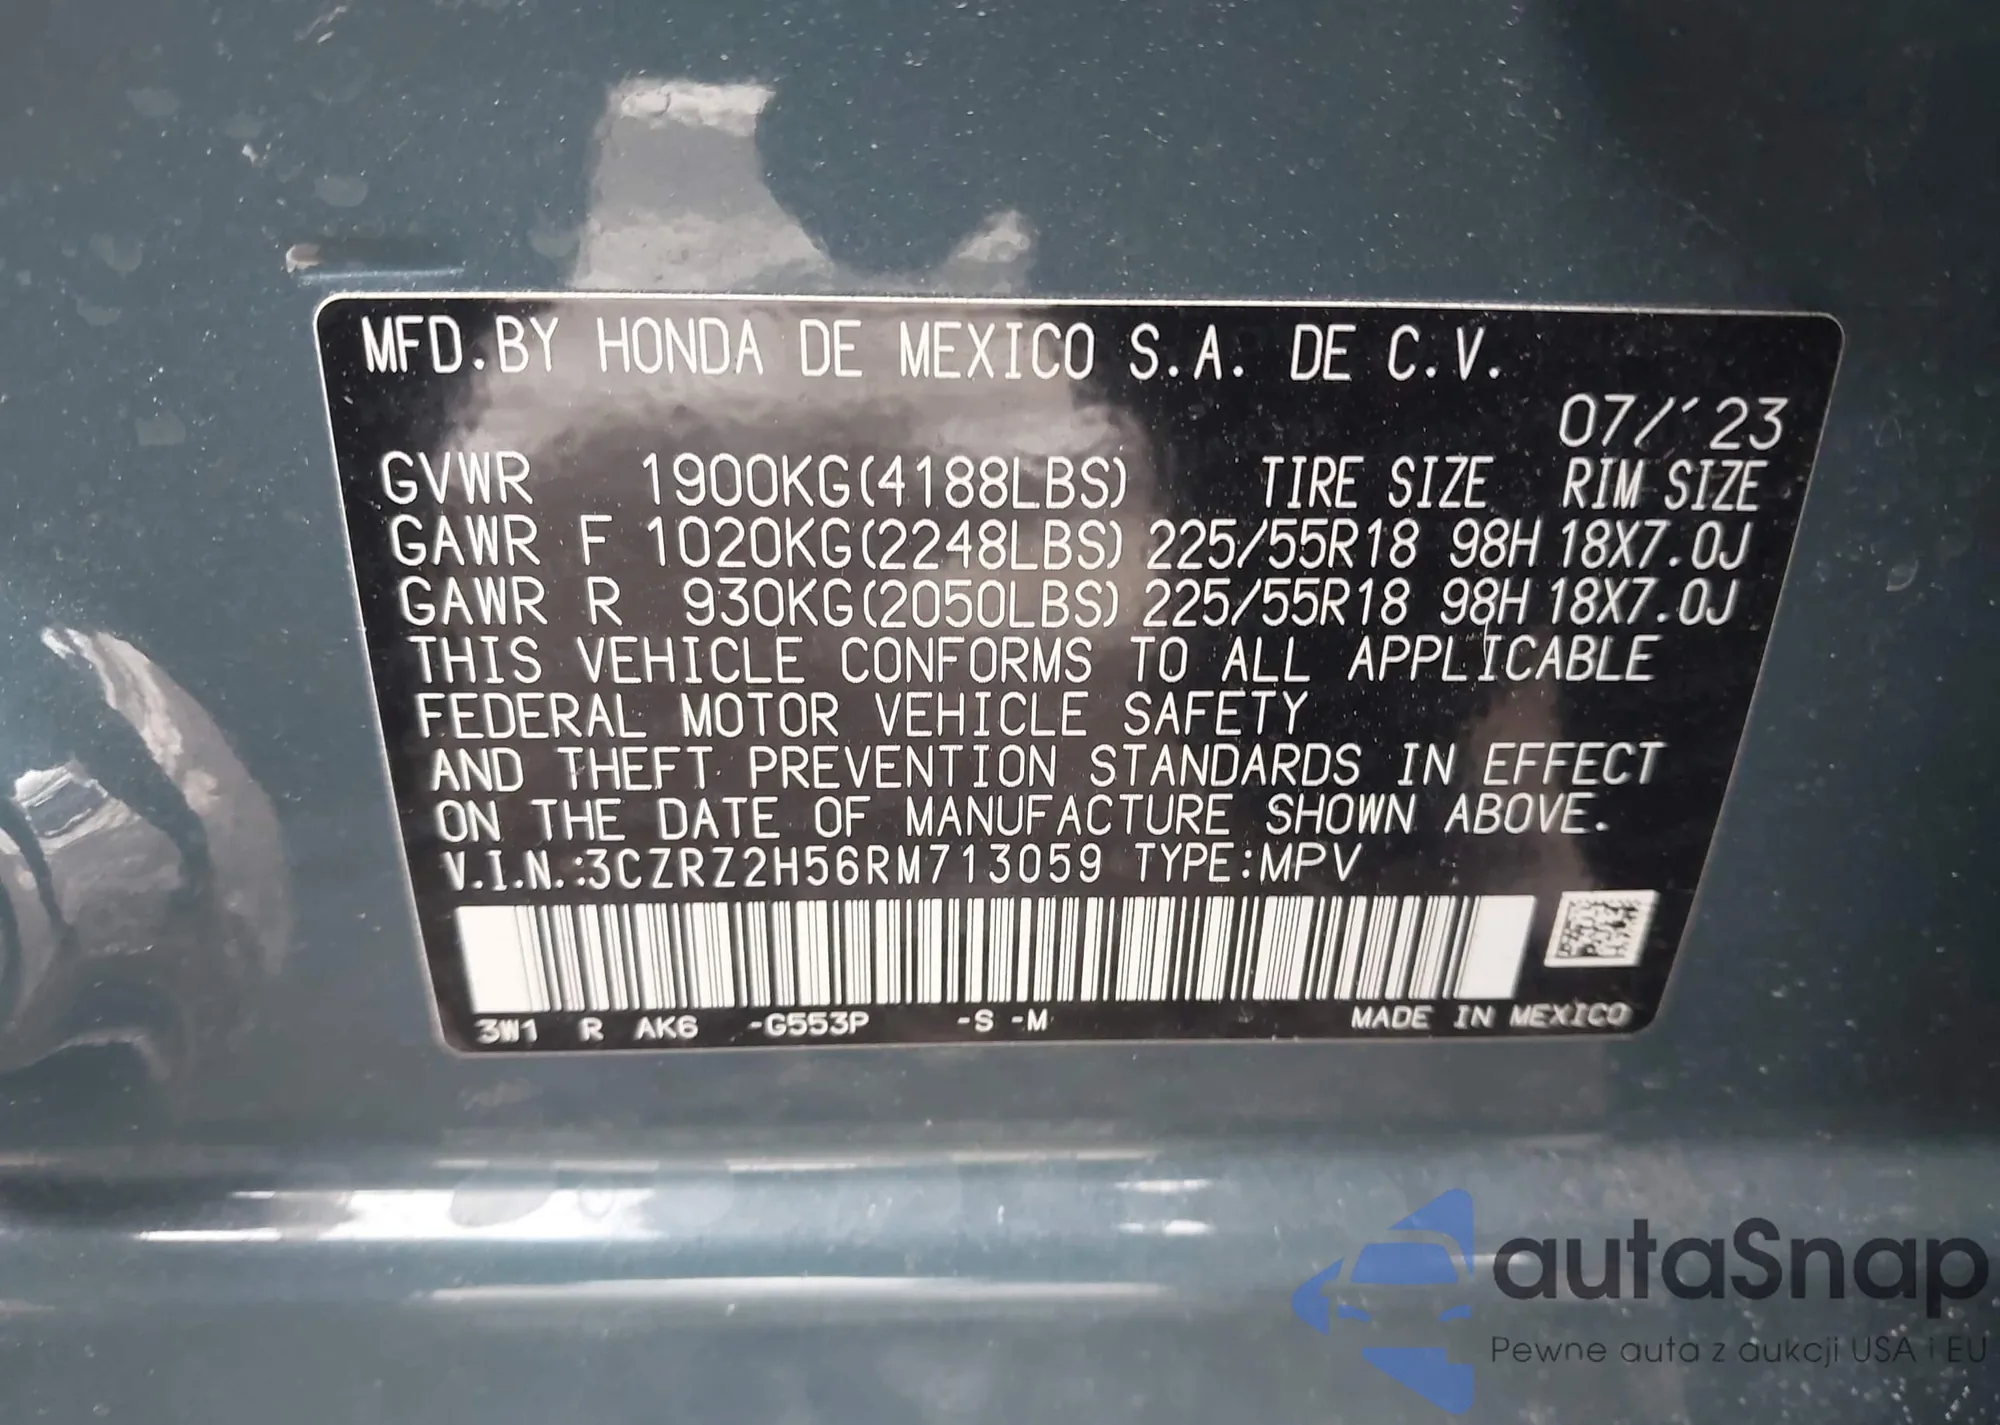 MFD.BY HONDA DE MEXICO S.A. DE C.V.
07/'23
GVWR 1900KG(4188LBS) TIRE SIZE RIM SIZE
GAWR F 1020KG(2248LBS) 225/55R18 98H 18X7.0J
GAWR R 930KG(2050LBS) 225/55R18 98H 18X7.0J
THIS VEHICLE CONFORMS TO ALL APPLICABLE
FEDERAL MOTOR VEHICLE SAFETY
AND THEFT PREVENTION STANDARDS IN EFFECT
ON THE DATE OF MANUFACTURE SHOWN ABOVE.
V.I.N.:3CZRZ2H56RM713059 TYPE:MPV
3W1 R AK6 -G553P -S -M MADE IN MEXICO
autaSnap
Pewne auta z aukcji USA i EU